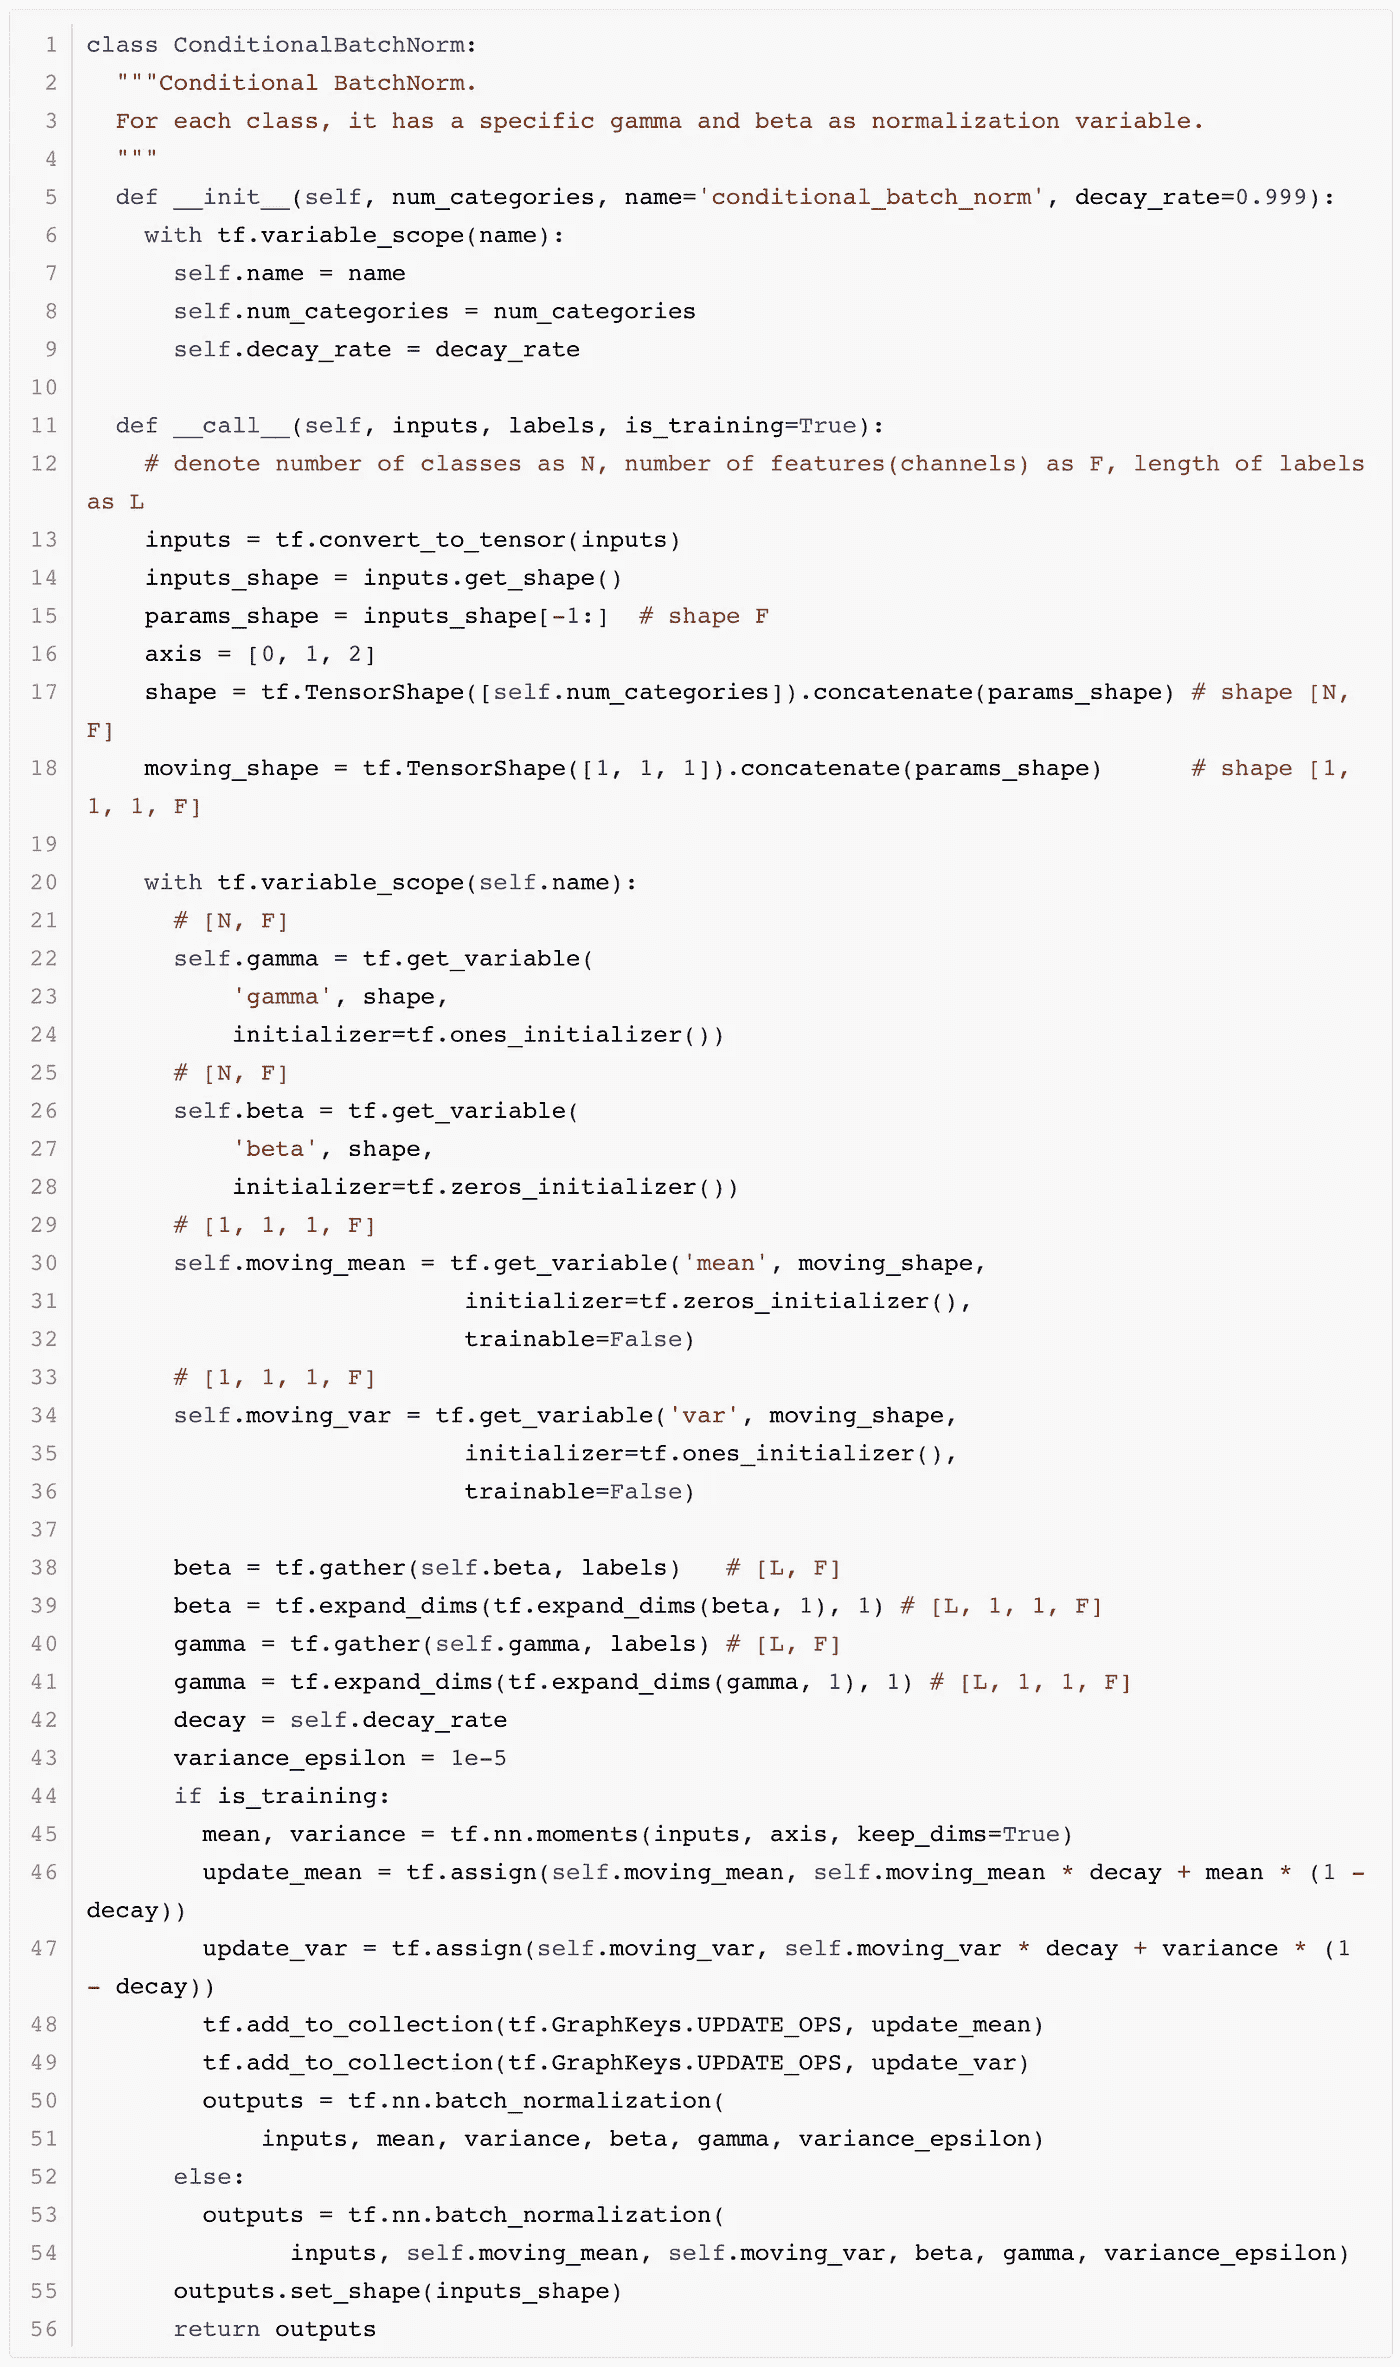 1 class ConditionalBatchNorm:
2   """Conditional BatchNorm.
3   For each class, it has a specific gamma and beta as normalization variable.
4   """
5   def __init__(self, num_categories, name='conditional_batch_norm', decay_rate=0.999):
6     with tf.variable_scope(name):
7       self.name = name
8       self.num_categories = num_categories
9       self.decay_rate = decay_rate
10
11   def __call__(self, inputs, labels, is_training=True):
12     # denote number of classes as N, number of features(channels) as F, length of labels
as L
13     inputs = tf.convert_to_tensor(inputs)
14     inputs_shape = inputs.get_shape()
15     params_shape = inputs_shape[-1:]  # shape F
16     axis = [0, 1, 2]
17     shape = tf.TensorShape([self.num_categories]).concatenate(params_shape) # shape [N,
F]
18     moving_shape = tf.TensorShape([1, 1, 1]).concatenate(params_shape)      # shape [1,
1, 1, F]
19
20     with tf.variable_scope(self.name):
21       # [N, F]
22       self.gamma = tf.get_variable(
23           'gamma', shape,
24           initializer=tf.ones_initializer())
25       # [N, F]
26       self.beta = tf.get_variable(
27           'beta', shape,
28           initializer=tf.zeros_initializer())
29       # [1, 1, 1, F]
30       self.moving_mean = tf.get_variable('mean', moving_shape,
31                           initializer=tf.zeros_initializer(),
32                           trainable=False)
33       # [1, 1, 1, F]
34       self.moving_var = tf.get_variable('var', moving_shape,
35                           initializer=tf.ones_initializer(),
36                           trainable=False)
37
38       beta = tf.gather(self.beta, labels)   # [L, F]
39       beta = tf.expand_dims(tf.expand_dims(beta, 1), 1) # [L, 1, 1, F]
40       gamma = tf.gather(self.gamma, labels) # [L, F]
41       gamma = tf.expand_dims(tf.expand_dims(gamma, 1), 1) # [L, 1, 1, F]
42       decay = self.decay_rate
43       variance_epsilon = 1e-5
44       if is_training:
45         mean, variance = tf.nn.moments(inputs, axis, keep_dims=True)
46         update_mean = tf.assign(self.moving_mean, self.moving_mean * decay + mean * (1 -
decay))
47         update_var = tf.assign(self.moving_var, self.moving_var * decay + variance * (1
- decay))
48         tf.add_to_collection(tf.GraphKeys.UPDATE_OPS, update_mean)
49         tf.add_to_collection(tf.GraphKeys.UPDATE_OPS, update_var)
50         outputs = tf.nn.batch_normalization(
51             inputs, mean, variance, beta, gamma, variance_epsilon)
52       else:
53         outputs = tf.nn.batch_normalization(
54               inputs, self.moving_mean, self.moving_var, beta, gamma, variance_epsilon)
55       outputs.set_shape(inputs_shape)
56       return outputs